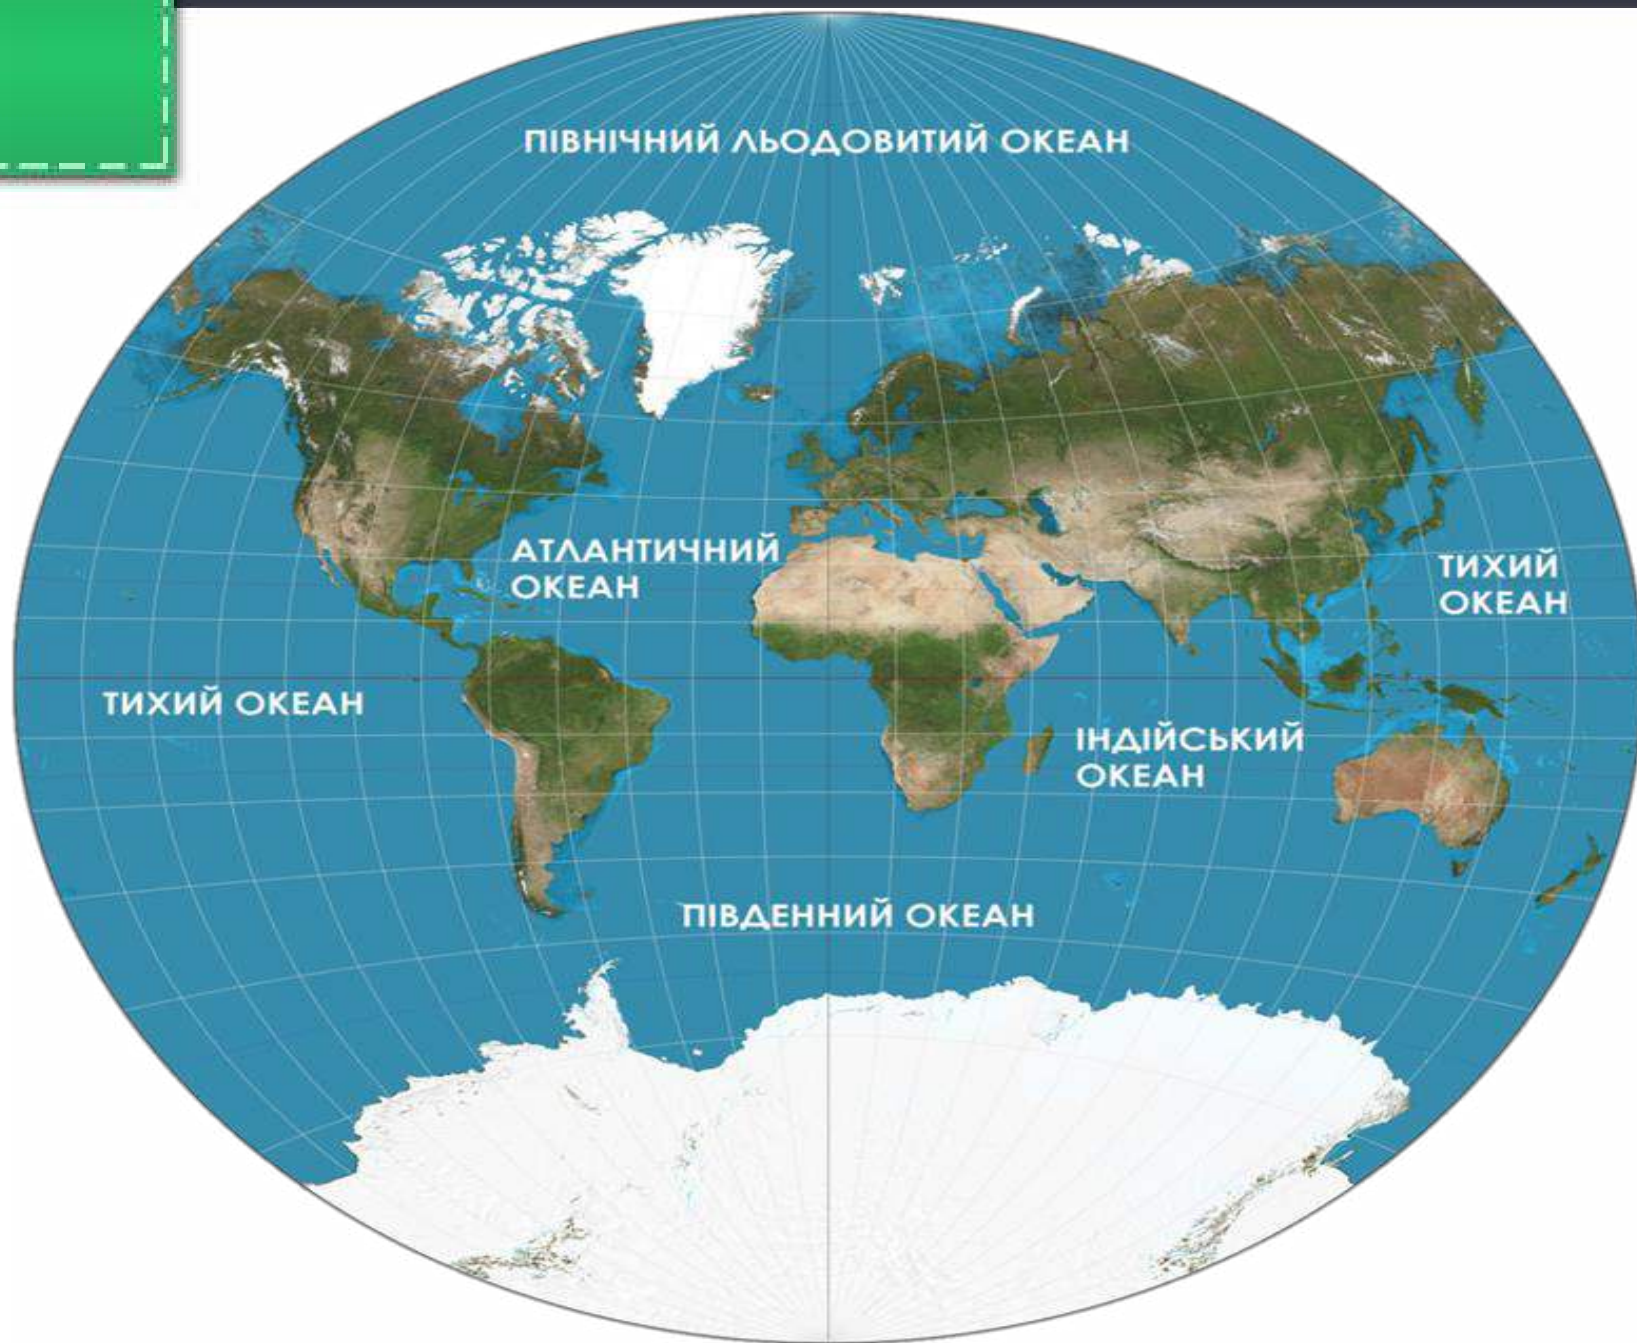 ПІВНІЧНИЙ ЛЬОДОВИТИЙ ОКЕАН
АТЛАНТИЧНИЙ
ОКЕАН
ТИХИЙ
ОКЕАН
ТИХИЙ ОКЕАН
ІНДІЙСЬКИЙ
ОКЕАН
ПІВДЕННИЙ ОКЕАН